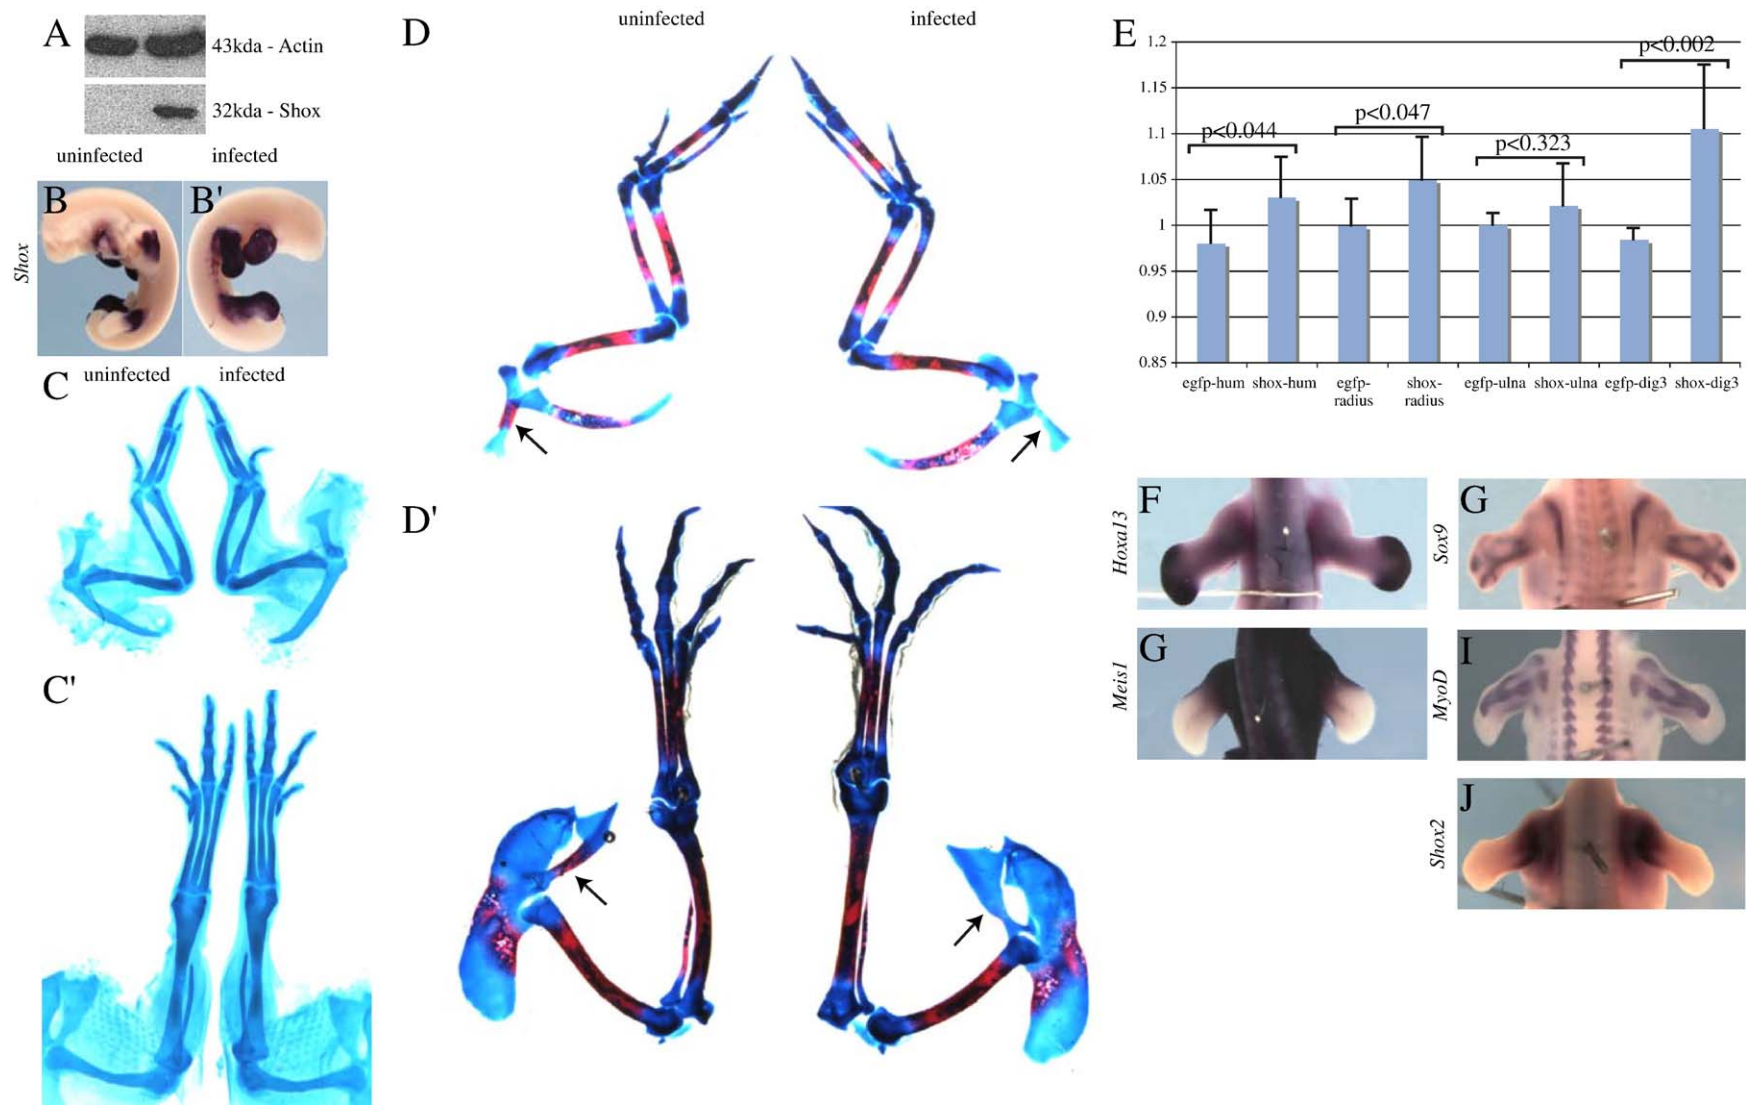 A
43kda - Actin
32kda - Shox
uninfected infected
B B'
Shox
uninfected infected
C
C'
D
uninfected infected
D'
E
1.2
1.15
1.1
1.05
1
0.95
0.9
0.85
p<0.044
p<0.047
p<0.323
p<0.002
egfp-hum shox-hum egfp-radius shox-radius egfp-ulna shox-ulna egfp-dig3 shox-dig3
F
Hoxa13
G
Sox9
G
Meis1
I
MyoD
J
Shox2